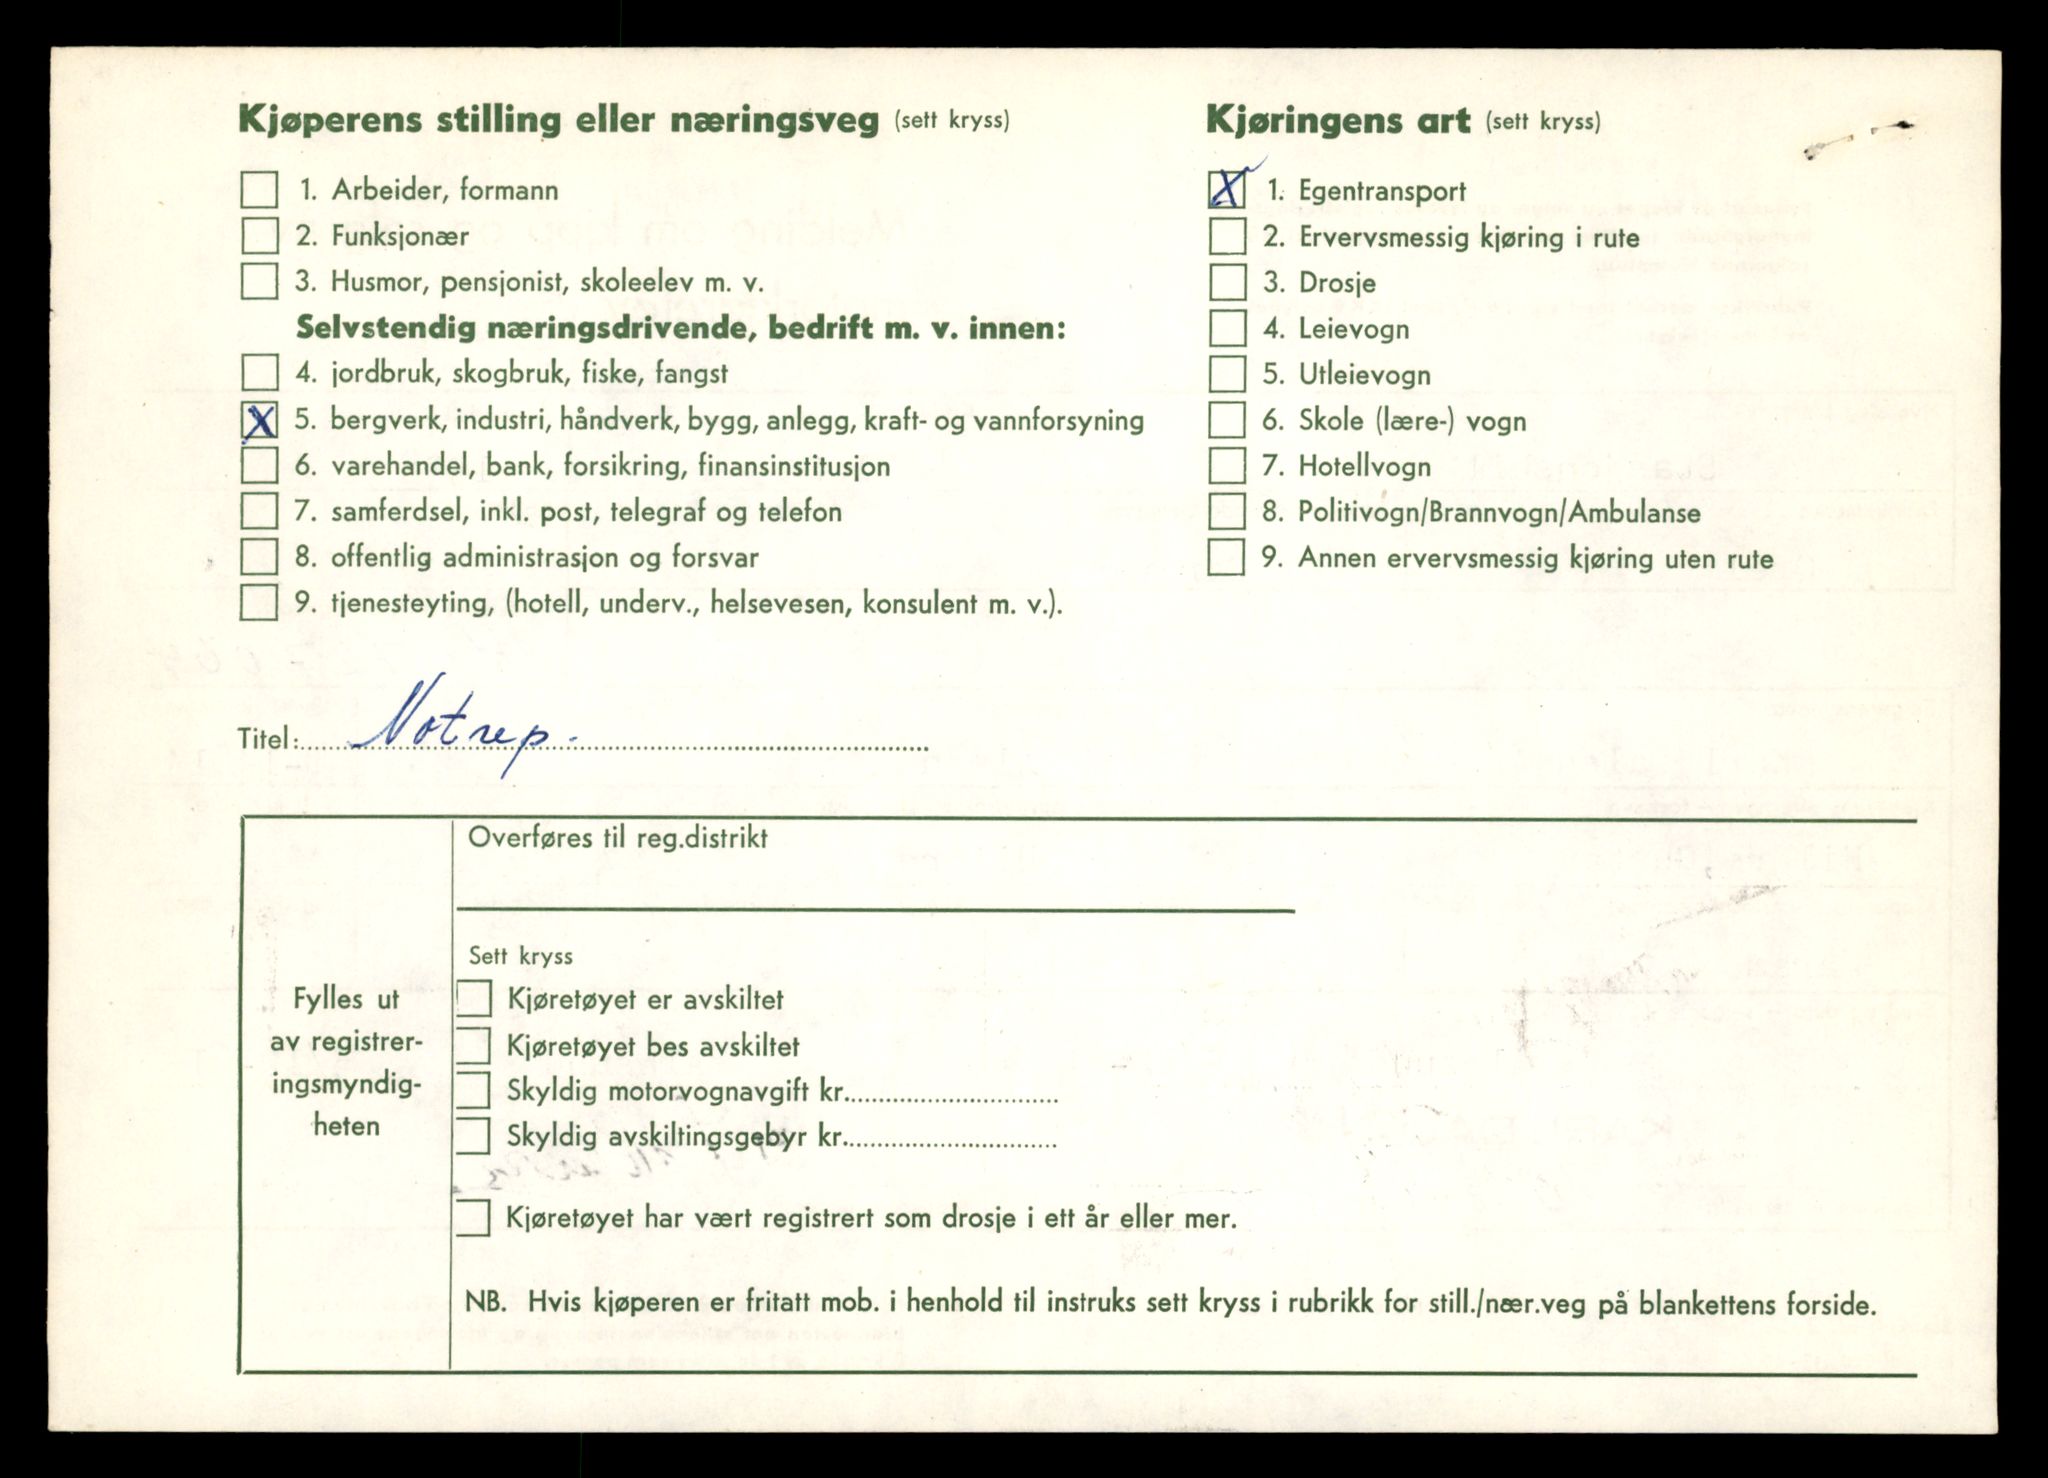 Kjøperens stilling eller næringsveg (sett kryss)
1. Arbeider, formann
2. Funksjonær
3. Husmor, pensjonist, skoleelev m. v.
Selvstendig næringsdrivende, bedrift m. v. innen:
4. jordbruk, skogbruk, fiske, fangst
X 5. bergverk, industri, håndverk, bygg, anlegg, kraft- og vannforsyning
6. varehandel, bank, forsikring, finansinstitusjon
7. samferdsel, inkl. post, telegraf og telefon
8. offentlig administrasjon og forsvar
9. tjenesteyting, (hotell, underv., helsevesen, konsulent m. v.).
Kjøringens art (sett kryss)
X 1. Egentransport
2. Ervervsmessig kjøring i rute
3. Drosje
4. Leievogn
5. Utleievogn
6. Skole (lære-) vogn
7. Hotellvogn
8. Politivogn/Brannvogn/Ambulanse
9. Annen ervervsmessig kjøring uten rute
Titel: Notrep.
Fylles ut
av registrer-
ingsmyndig-
heten
Overføres til reg.distrikt
Sett kryss
Kjøretøyet er avskiltet
Kjøretøyet bes avskiltet
Skyldig motorvognavgift kr.
Skyldig avskiltingsgebyr kr.
Kjøretøyet har vært registrert som drosje i ett år eller mer.
NB. Hvis kjøperen er fritatt mob. i henhold til instruks sett kryss i rubrikk for still./nær.veg på blankettens forside.